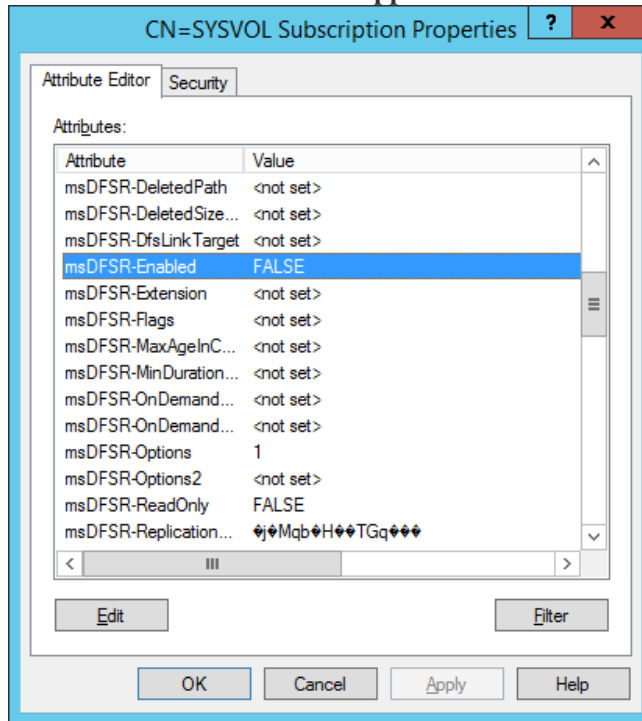 CN=SYSVOL Subscription Properties ? x
Attribute Editor Security
Attributes:
Attribute Value
msDFSR-DeletedPath <not set>
msDFSR-DeletedSize... <not set>
msDFSR-DfsLinkTarget <not set>
msDFSR-Enabled FALSE
msDFSR-Extension <not set>
msDFSR-Flags <not set>
msDFSR-MaxAgeInC... <not set>
msDFSR-MinDuration... <not set>
msDFSR-OnDemand... <not set>
msDFSR-OnDemand... <not set>
msDFSR-Options 1
msDFSR-Options2 <not set>
msDFSR-ReadOnly FALSE
msDFSR-Replication... �j�Mqb�H��TGq���
Edit Filter
OK Cancel Apply Help